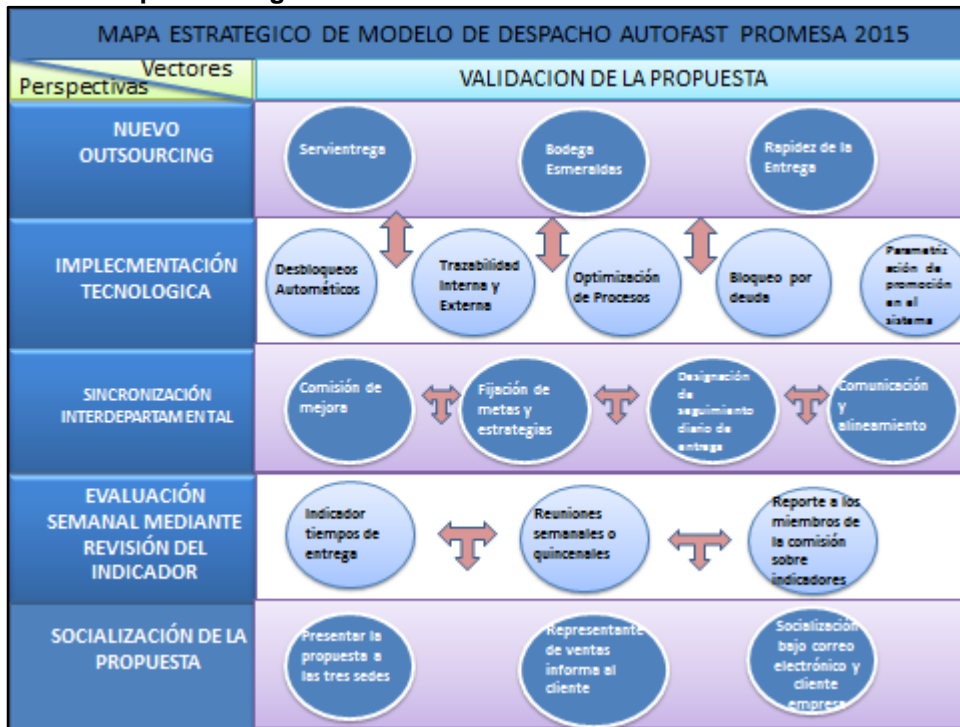 MAPA ESTRATEGICO DE MODELO DE DESPACHO AUTOFAST PROMESA 2015
Vectores
Perspectivas
VALIDACION DE LA PROPUESTA
NUEVO
OUTSOURCING
Servientrega
Bodega
Esmeraldas
Rapidez de la
Entrega
IMPLECMENTACIÓN
TECNOLOGICA
Desbloqueos
Automáticos
Trazabilidad
Interna y
Externa
Optimización
de Procesos
Bloqueo por
deuda
Parametriz
ación de
promoción
en el
sistema
SINCRONIZACIÓN
INTERDEPARTAMENTAL
Comisión de
mejora
Fijación de
metas y
estrategias
Designación
de
seguimiento
diario de
entrega
Comunicación
y
alineamiento
EVALUACIÓN
SEMANAL MEDIANTE
REVISIÓN DEL
INDICADOR
Indicador
tiempos de
entrega
Reuniones
semanales o
quincenales
Reporte a los
miembros de
la comisión
sobre
indicadores
SOCIALIZACIÓN DE LA
PROPUESTA
Presentar la
propuesta a
las tres sedes
Representante
de ventas
informa al
cliente
Socialización
bajo correo
electrónico y
cliente
empresa